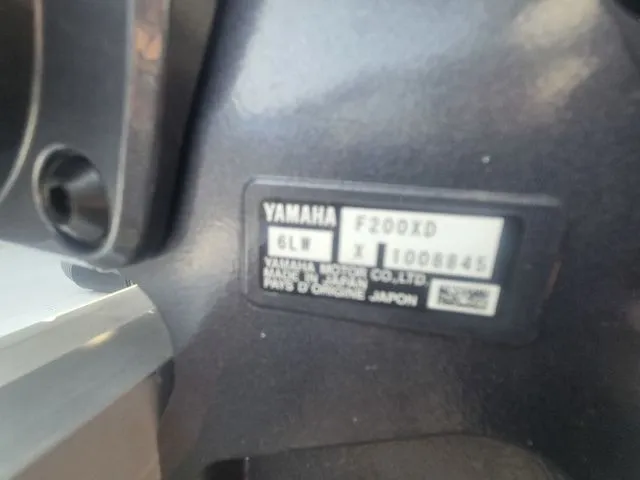 YAMAHA F200XD
6LW X 1008845
YAMAHA MOTOR CO.,LTD.
MADE IN JAPAN
PAYS D'ORIGINE JAPON